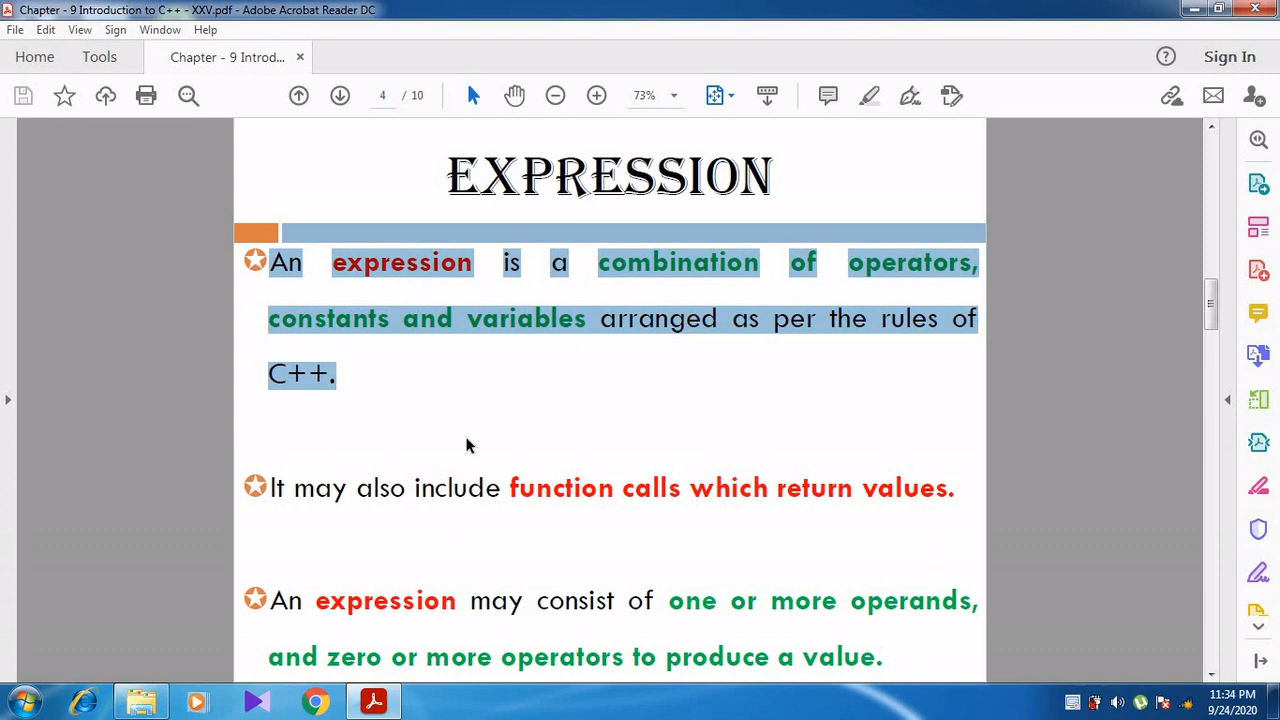 Chapter - 9 Introduction to C++ - XXV.pdf - Adobe Acrobat Reader DC
File Edit View Sign Window Help
Home Tools Chapter - 9 Introd... × Sign In
4 / 10 73%
EXPRESSION
An expression is a combination of operators,
constants and variables arranged as per the rules of
C++.
It may also include function calls which return values.
An expression may consist of one or more operands,
and zero or more operators to produce a value.
11:34 PM
9/24/2020